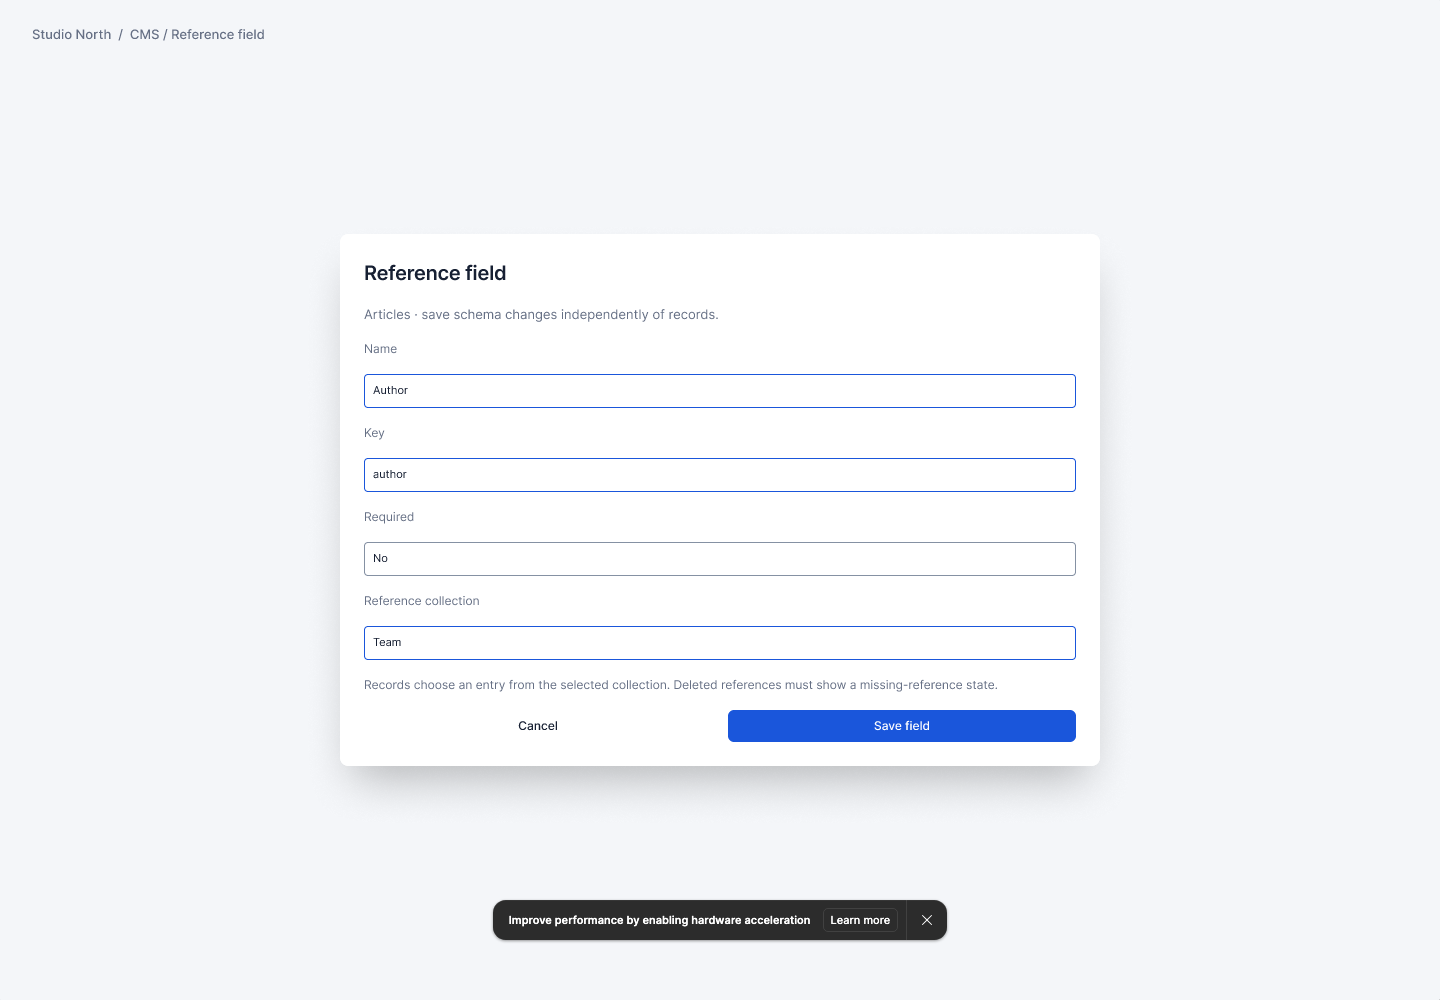 Studio North / CMS / Reference field
Reference field
Articles · save schema changes independently of records.
Name
Author
Key
author
Required
No
Reference collection
Team
Records choose an entry from the selected collection. Deleted references must show a missing-reference state.
Cancel Save field
Improve performance by enabling hardware acceleration Learn more